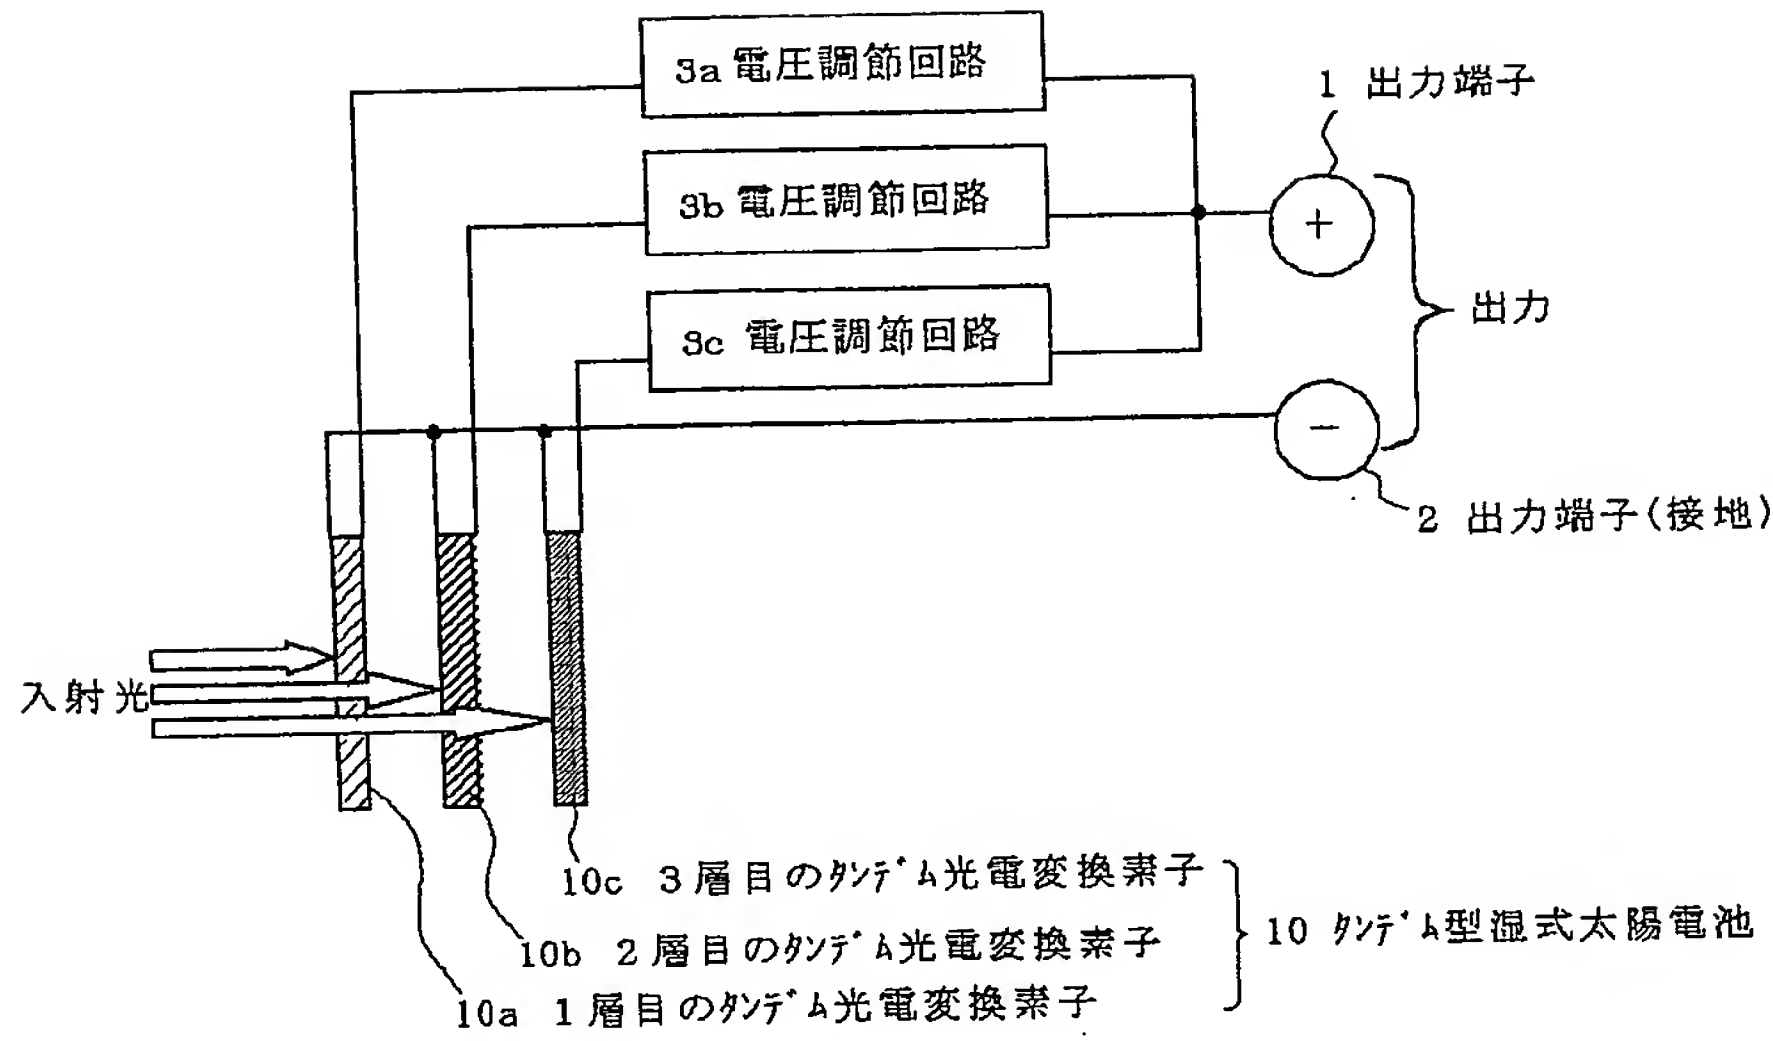 3a 電圧調節回路
1 出力端子
3b 電圧調節回路
+
出力
3c 電圧調節回路
−
2 出力端子(接地)
入射光
10c 3層目のﾀﾝﾃﾞﾑ光電変換素子
10 ﾀﾝﾃﾞﾑ型湿式太陽電池
10b 2層目のﾀﾝﾃﾞﾑ光電変換素子
10a 1層目のﾀﾝﾃﾞﾑ光電変換素子